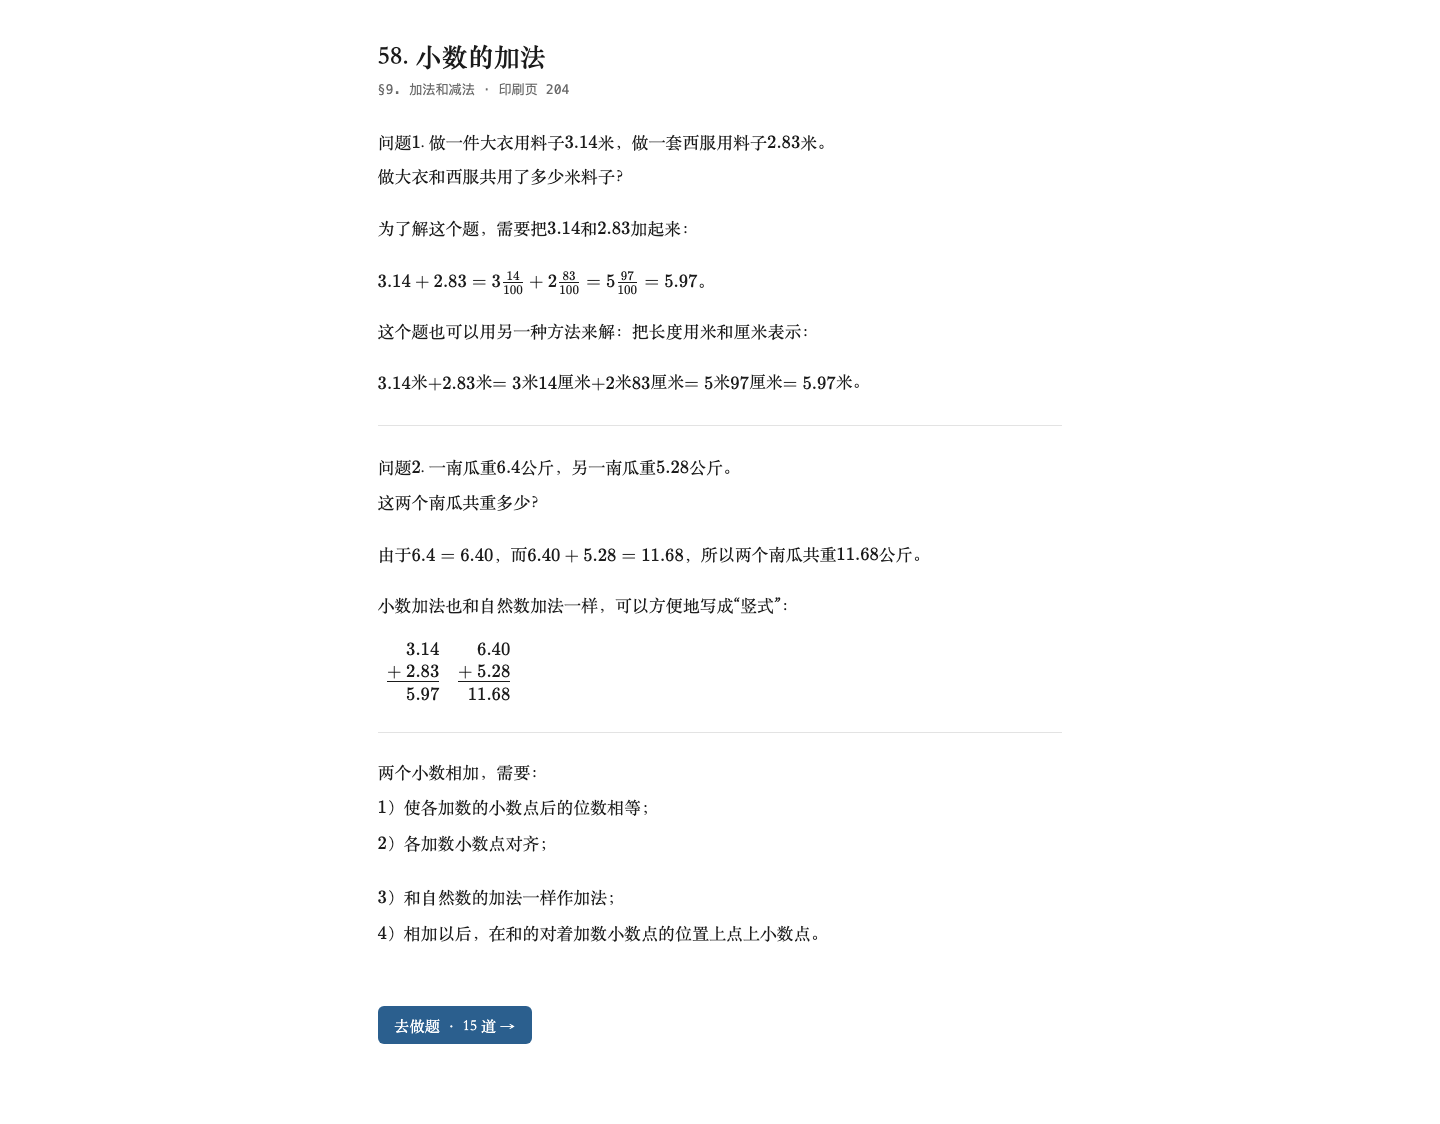 58. 小数的加法
§9. 加法和减法 · 印刷页 204
问题1. 做一件大衣用料子3.14米，做一套西服用料子2.83米。
做大衣和西服共用了多少米料子？
为了解这个题，需要把3.14和2.83加起来：
3.14 + 2.83 = 3 14/100 + 2 83/100 = 5 97/100 = 5.97。
这个题也可以用另一种方法来解：把长度用米和厘米表示：
3.14米+2.83米= 3米14厘米+2米83厘米= 5米97厘米= 5.97米。
问题2. 一南瓜重6.4公斤，另一南瓜重5.28公斤。
这两个南瓜共重多少？
由于6.4 = 6.40，而6.40 + 5.28 = 11.68，所以两个南瓜共重11.68公斤。
小数加法也和自然数加法一样，可以方便地写成“竖式”：
3.14 6.40
+ 2.83 + 5.28
5.97 11.68
两个小数相加，需要：
1）使各加数的小数点后的位数相等；
2）各加数小数点对齐；
3）和自然数的加法一样作加法；
4）相加以后，在和的对着加数小数点的位置上点上小数点。
去做题 · 15 道 →